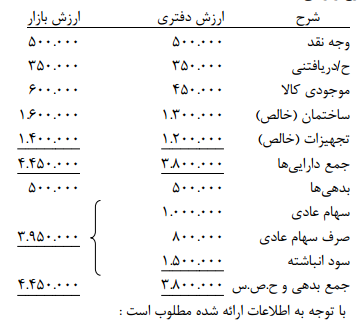 شرح ارزش دفتری ارزش بازار
وجه نقد ۵۰۰.۰۰۰ ۵۰۰.۰۰۰
ح/دریافتنی ۳۵۰.۰۰۰ ۳۵۰.۰۰۰
موجودی کالا ۴۵۰.۰۰۰ ۶۰۰.۰۰۰
ساختمان (خالص) ۱.۳۰۰.۰۰۰ ۱.۶۰۰.۰۰۰
تجهیزات (خالص) ۱.۲۰۰.۰۰۰ ۱.۴۰۰.۰۰۰
جمع دارایی‌ها ۳.۸۰۰.۰۰۰ ۴.۴۵۰.۰۰۰
بدهی‌ها ۵۰۰.۰۰۰ ۵۰۰.۰۰۰
سهام عادی ۱.۰۰۰.۰۰۰
صرف سهام عادی ۸۰۰.۰۰۰ ۳.۹۵۰.۰۰۰
سود انباشته ۱.۵۰۰.۰۰۰
جمع بدهی و ح.ص.س ۳.۸۰۰.۰۰۰ ۴.۴۵۰.۰۰۰
با توجه به اطلاعات ارائه شده مطلوب است :